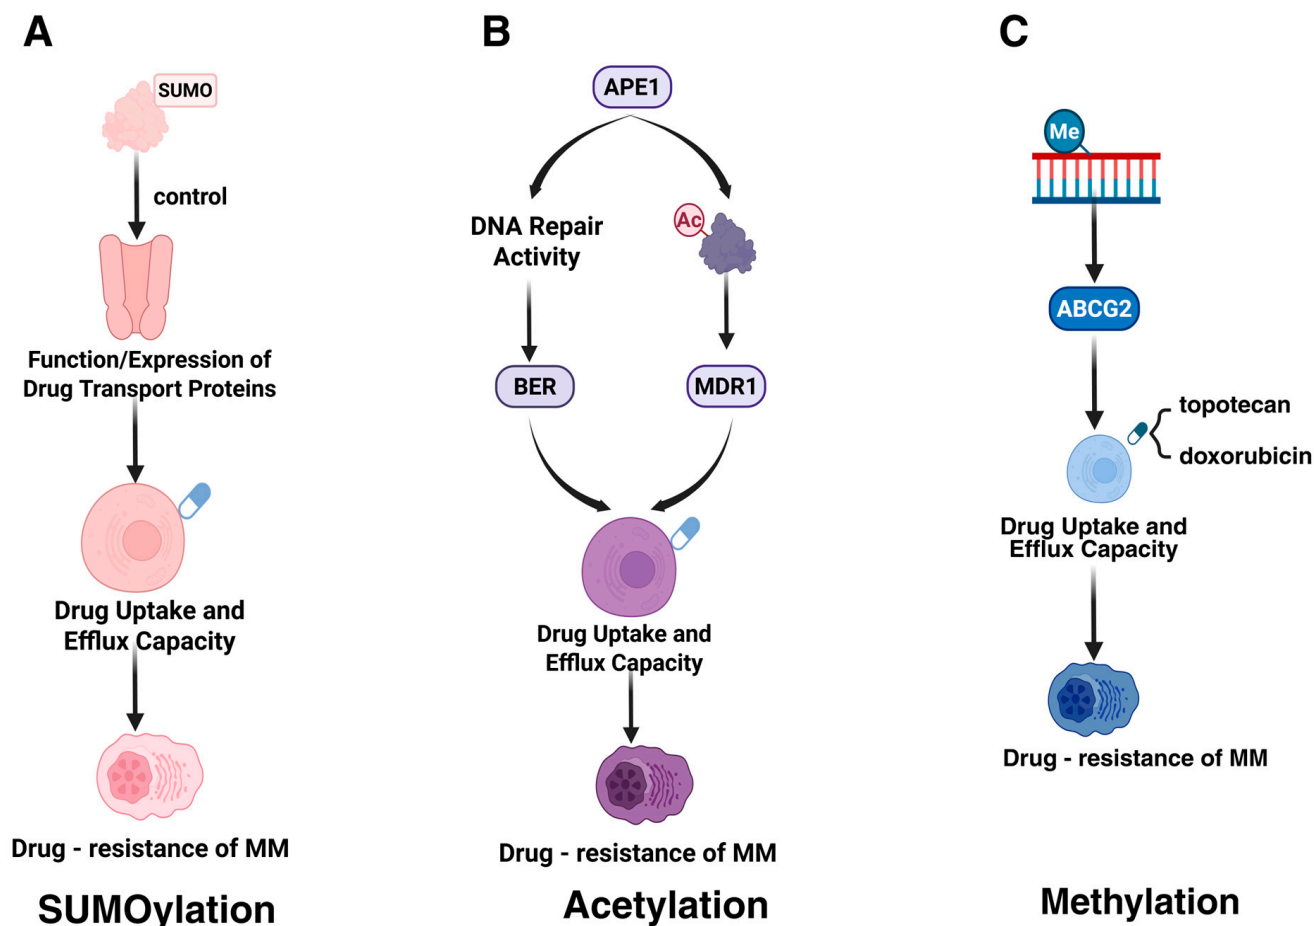 A
SUMO
control
Function/Expression of
Drug Transport Proteins
Drug Uptake and
Efflux Capacity
Drug - resistance of MM
SUMOylation
B
APE1
DNA Repair
Activity
Ac
BER
MDR1
Drug Uptake and
Efflux Capacity
Drug - resistance of MM
Acetylation
C
Me
ABCG2
topotecan
doxorubicin
Drug Uptake and
Efflux Capacity
Drug - resistance of MM
Methylation